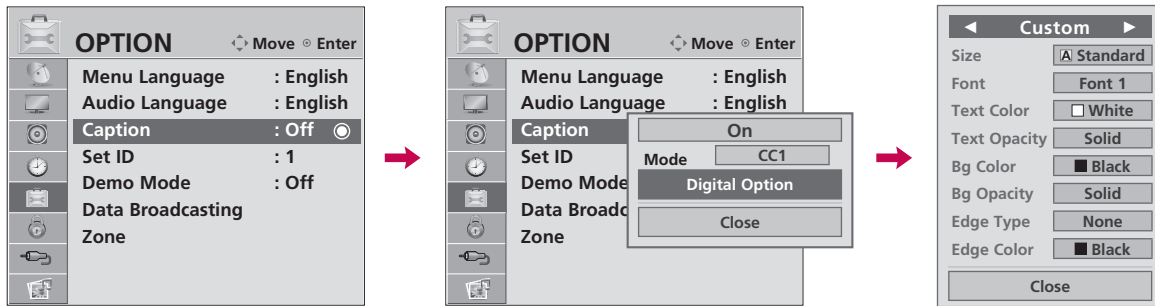 OPTION Move Enter
Menu Language : English
Audio Language : English
Caption : Off
Set ID : 1
Demo Mode : Off
Data Broadcasting
Zone
OPTION Move Enter
Menu Language : English
Audio Language : English
Caption
Set ID
Demo Mode
Data Broadc
Zone
On
Mode CC1
Digital Option
Close
Custom
Size A Standard
Font Font 1
Text Color White
Text Opacity Solid
Bg Color Black
Bg Opacity Solid
Edge Type None
Edge Color Black
Close